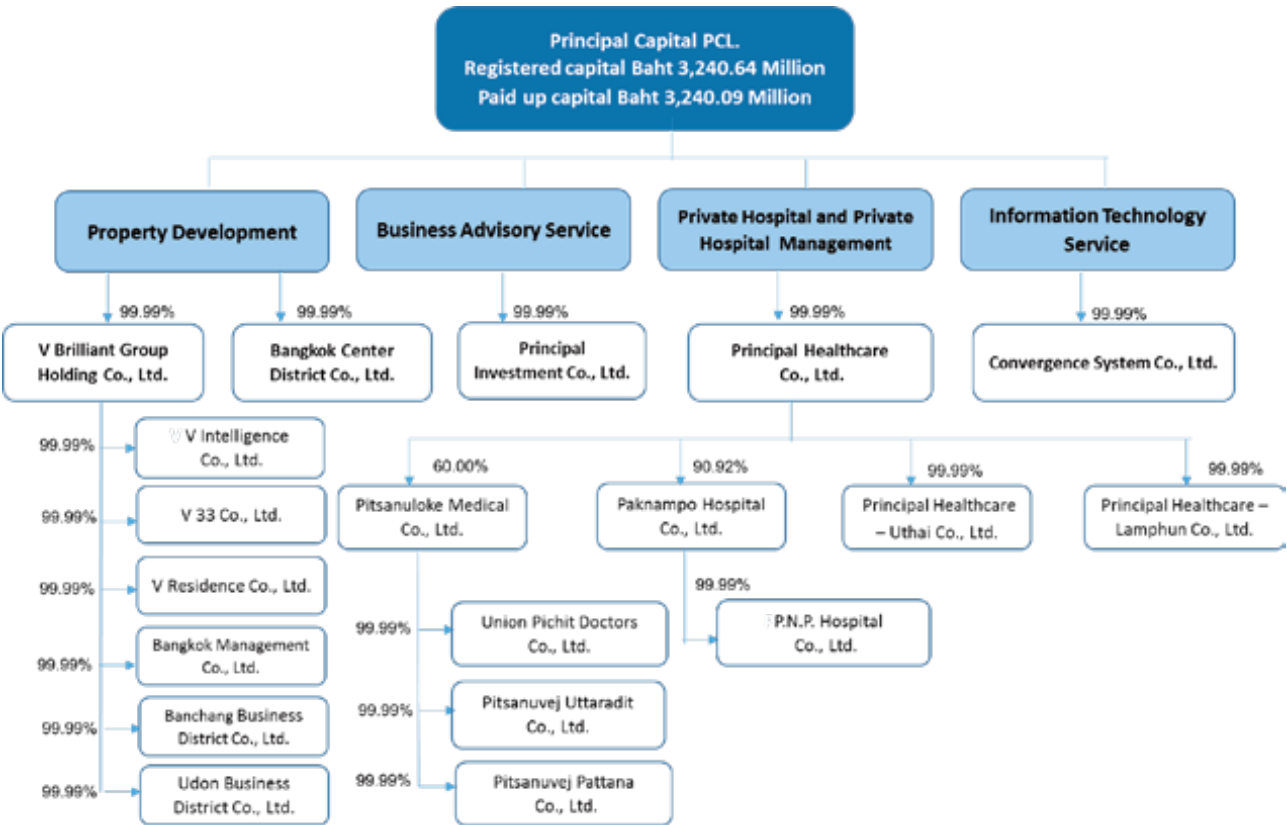 Principal Capital PCL.
Registered capital Baht 3,240.64 Million
Paid up capital Baht 3,240.09 Million
Property Development
Business Advisory Service
Private Hospital and Private
Hospital Management
Information Technology
Service
99.99%
99.99%
99.99%
99.99%
99.99%
V Brilliant Group
Holding Co., Ltd.
Bangkok Center
District Co., Ltd.
Principal
Investment Co., Ltd.
Principal Healthcare
Co., Ltd.
Convergence System Co., Ltd.
99.99%
V Intelligence
Co., Ltd.
99.99%
V 33 Co., Ltd.
99.99%
V Residence Co., Ltd.
99.99%
Bangkok Management
Co., Ltd.
99.99%
Banchang Business
District Co., Ltd.
99.99%
Udon Business
District Co., Ltd.
60.00%
Pitsanuloke Medical
Co., Ltd.
90.92%
Paknampo Hospital
Co., Ltd.
99.99%
Principal Healthcare
– Uthai Co., Ltd.
99.99%
Principal Healthcare –
Lamphun Co., Ltd.
99.99%
Union Pichit Doctors
Co., Ltd.
99.99%
Pitsanuvej Uttaradit
Co., Ltd.
99.99%
Pitsanuvej Pattana
Co., Ltd.
99.99%
P.N.P. Hospital
Co., Ltd.